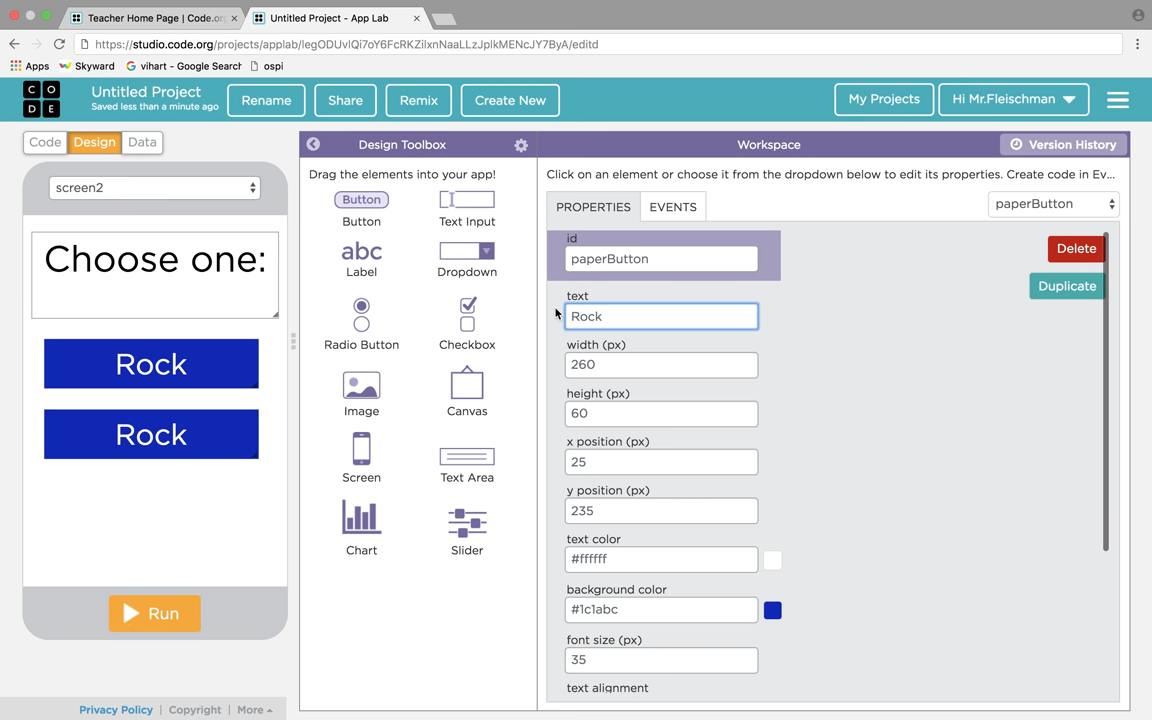 Teacher Home Page | Code.or
Untitled Project - App Lab
https://studio.code.org/projects/applab/legODUvlQi7oY6FcRKZilxnNaaLLzJplkMENcJY7ByA/editd
Apps
Skyward
vihart - Google Search
ospi
C O
D E
Untitled Project
Saved less than a minute ago
Rename
Share
Remix
Create New
My Projects
Hi Mr.Fleischman
Code
Design
Data
Design Toolbox
Workspace
Version History
screen2
Choose one:
Rock
Rock
Run
Drag the elements into your app!
Button
Button
Text Input
abc
Label
Dropdown
Radio Button
Checkbox
Image
Canvas
Screen
Text Area
Chart
Slider
Click on an element or choose it from the dropdown below to edit its properties. Create code in Ev...
PROPERTIES
EVENTS
paperButton
id
paperButton
Delete
Duplicate
text
Rock
width (px)
260
height (px)
60
x position (px)
25
y position (px)
235
text color
#ffffff
background color
#1c1abc
font size (px)
35
text alignment
Privacy Policy | Copyright | More